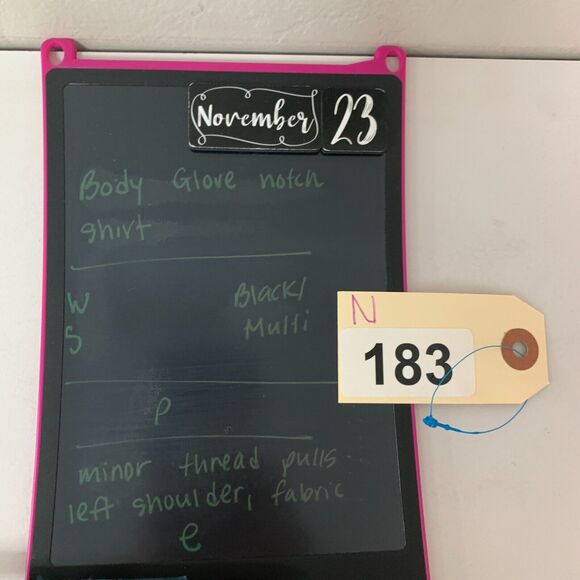 November 23
Body Glove notch
shirt
W Black/
S Multi
N
183
P
minor thread pulls
left shoulder, fabric
e